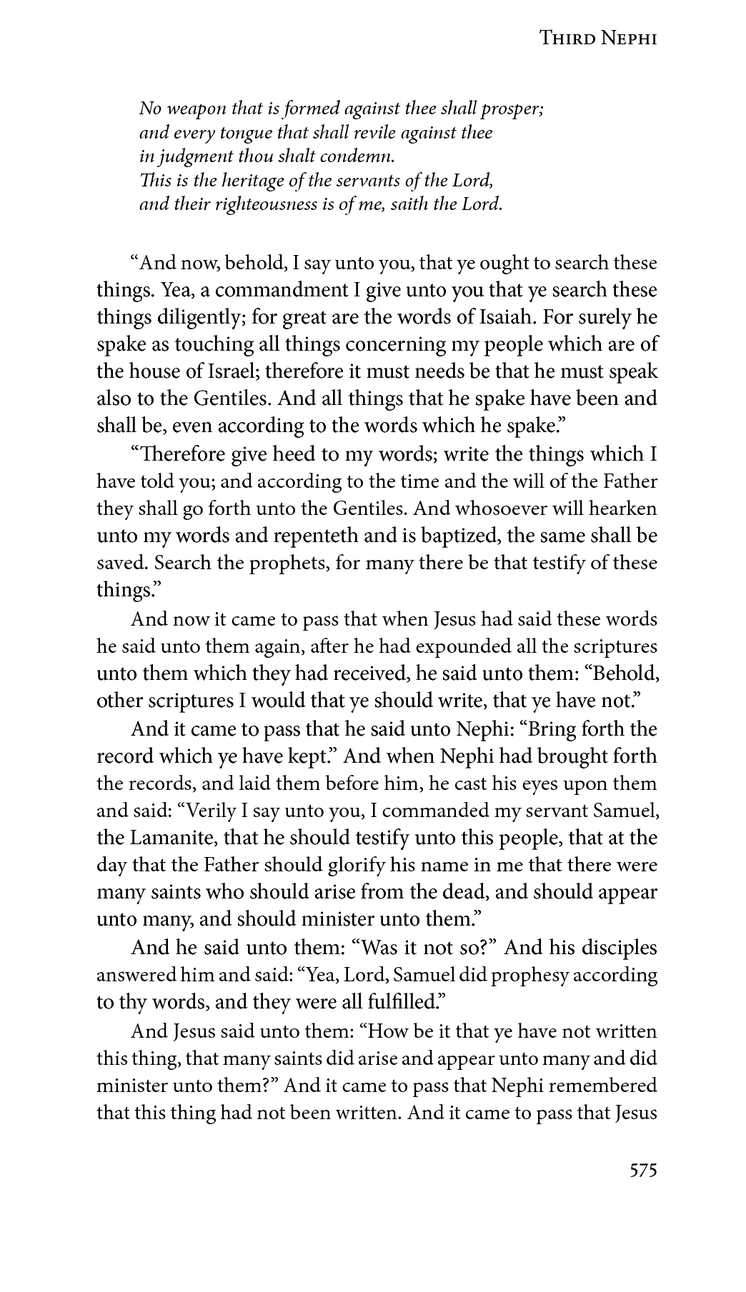 Third Nephi
No weapon that is formed against thee shall prosper;
and every tongue that shall revile against thee
in judgment thou shalt condemn.
This is the heritage of the servants of the Lord,
and their righteousness is of me, saith the Lord.
“And now, behold, I say unto you, that ye ought to search these
things. Yea, a commandment I give unto you that ye search these
things diligently; for great are the words of Isaiah. For surely he
spake as touching all things concerning my people which are of
the house of Israel; therefore it must needs be that he must speak
also to the Gentiles. And all things that he spake have been and
shall be, even according to the words which he spake.”
“Therefore give heed to my words; write the things which I
have told you; and according to the time and the will of the Father
they shall go forth unto the Gentiles. And whosoever will hearken
unto my words and repenteth and is baptized, the same shall be
saved. Search the prophets, for many there be that testify of these
things.”
And now it came to pass that when Jesus had said these words
he said unto them again, after he had expounded all the scriptures
unto them which they had received, he said unto them: “Behold,
other scriptures I would that ye should write, that ye have not.”
And it came to pass that he said unto Nephi: “Bring forth the
record which ye have kept.” And when Nephi had brought forth
the records, and laid them before him, he cast his eyes upon them
and said: “Verily I say unto you, I commanded my servant Samuel,
the Lamanite, that he should testify unto this people, that at the
day that the Father should glorify his name in me that there were
many saints who should arise from the dead, and should appear
unto many, and should minister unto them.”
And he said unto them: “Was it not so?” And his disciples
answered him and said: “Yea, Lord, Samuel did prophesy according
to thy words, and they were all fulfilled.”
And Jesus said unto them: “How be it that ye have not written
this thing, that many saints did arise and appear unto many and did
minister unto them?” And it came to pass that Nephi remembered
that this thing had not been written. And it came to pass that Jesus
575